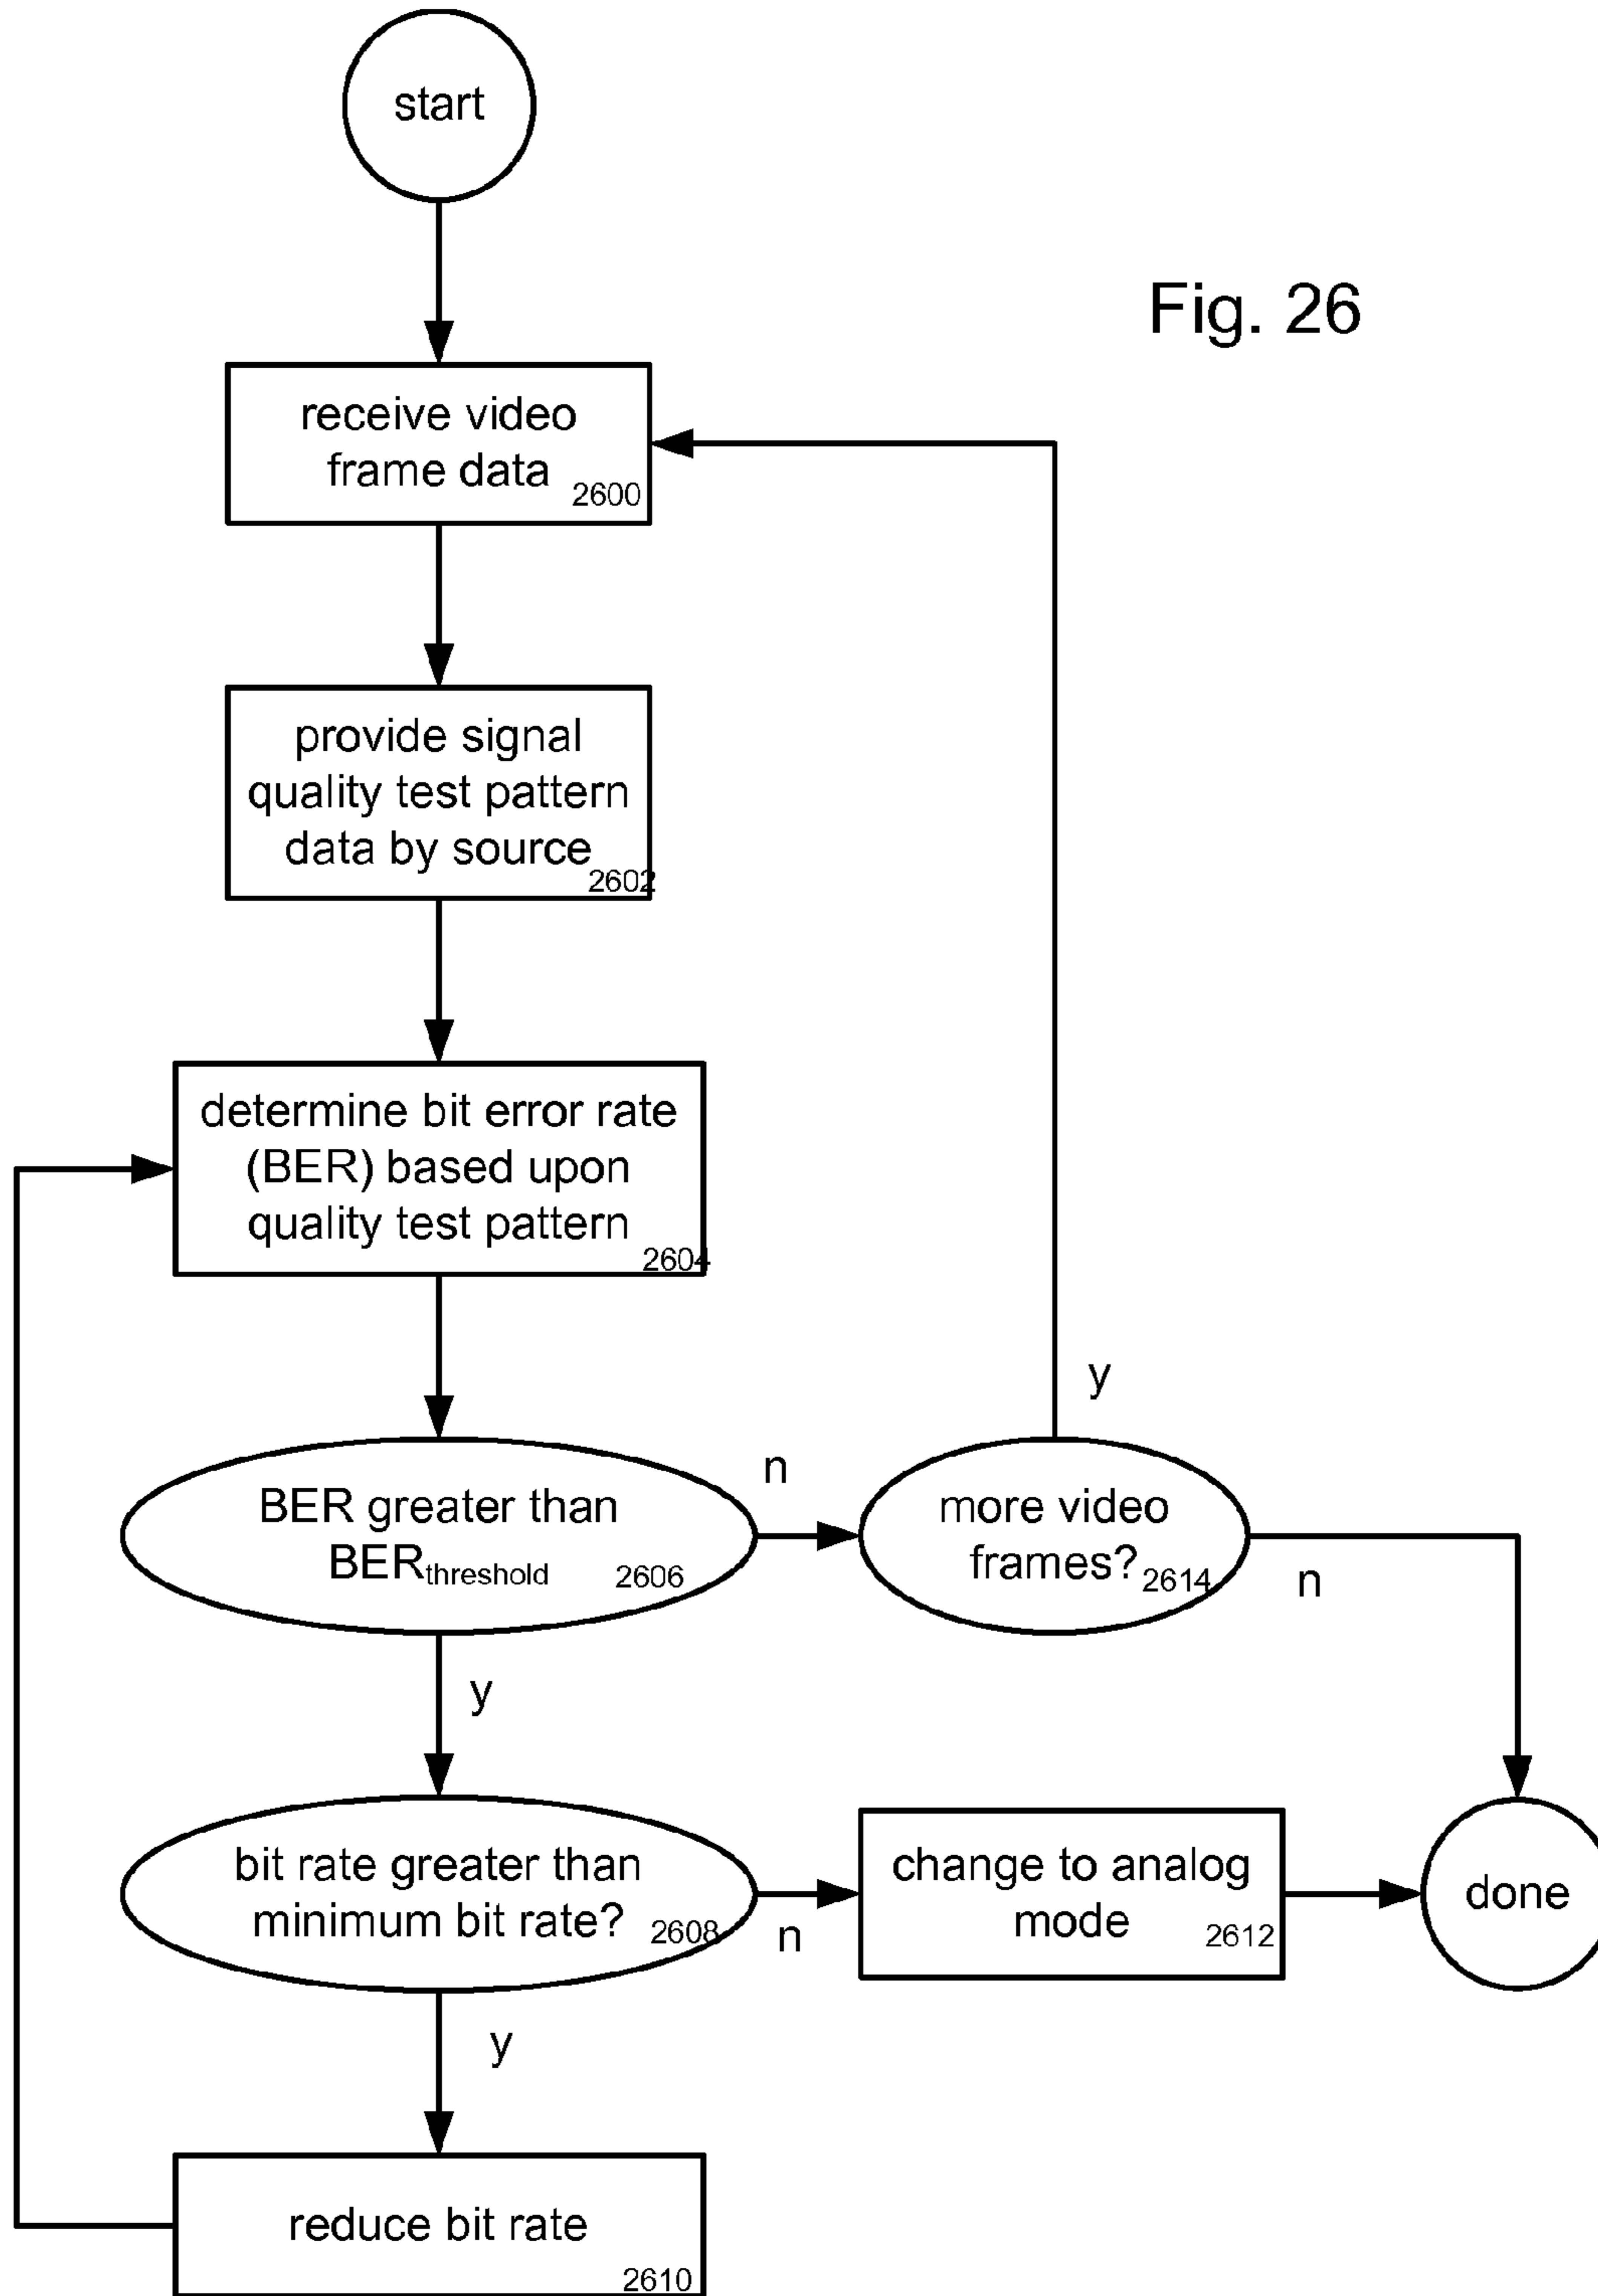 start
Fig. 26
receive video
frame data
2600
provide signal
quality test pattern
data by source
2602
determine bit error rate
(BER) based upon
quality test pattern
2604
y
n
BER greater than
BERthreshold
2606
more video
frames?
2614
n
y
bit rate greater than
minimum bit rate?
2608
n
change to analog
mode
2612
done
y
reduce bit rate
2610